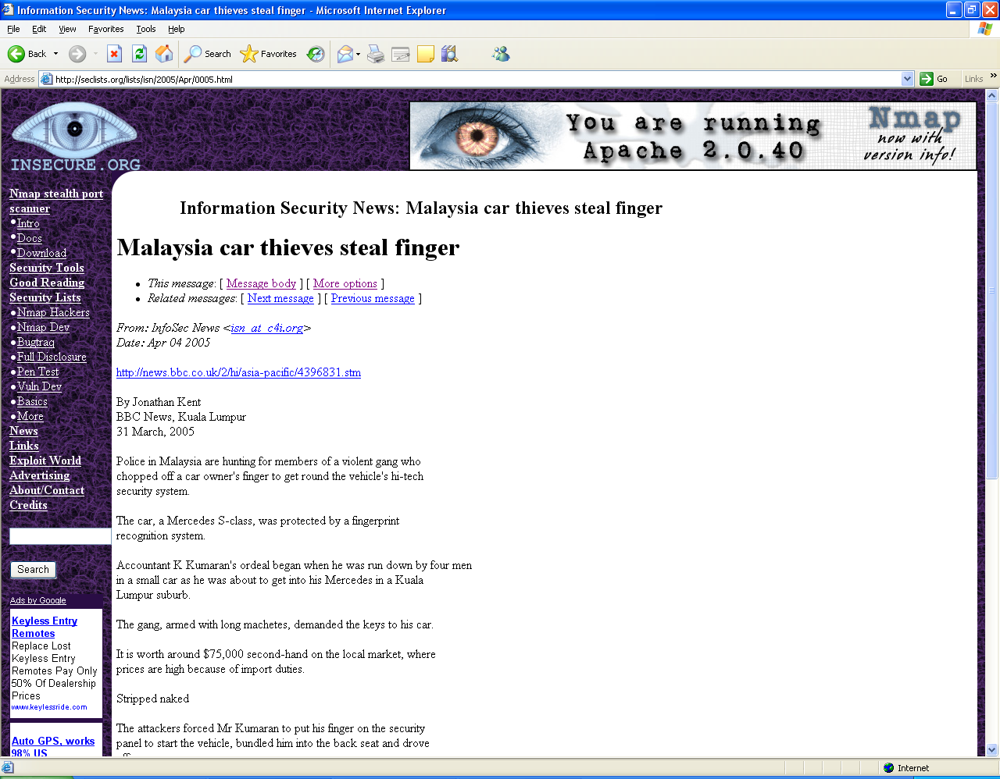 Information Security News: Malaysia car thieves steal finger - Microsoft Internet Explorer
File Edit View Favorites Tools Help
Back Search Favorites
Address http://seclists.org/lists/isn/2005/Apr/0005.html Go Links »
INSECURE.ORG
You are running
Apache 2.0.40
Nmap
now with
version info!
Nmap stealth port
scanner
•Intro
•Docs
•Download
Security Tools
Good Reading
Security Lists
•Nmap Hackers
•Nmap Dev
•Bugtraq
•Full Disclosure
•Pen Test
•Vuln Dev
•Basics
•More
News
Links
Exploit World
Advertising
About/Contact
Credits
Search
Ads by Google
Keyless Entry
Remotes
Replace Lost
Keyless Entry
Remotes Pay Only
50% Of Dealership
Prices
www.keylessride.com
Auto GPS, works
98% US
Information Security News: Malaysia car thieves steal finger
Malaysia car thieves steal finger
• This message: [ Message body ] [ More options ]
• Related messages: [ Next message ] [ Previous message ]
From: InfoSec News <isn_at_c4i.org>
Date: Apr 04 2005
http://news.bbc.co.uk/2/hi/asia-pacific/4396831.stm
By Jonathan Kent
BBC News, Kuala Lumpur
31 March, 2005
Police in Malaysia are hunting for members of a violent gang who
chopped off a car owner's finger to get round the vehicle's hi-tech
security system.
The car, a Mercedes S-class, was protected by a fingerprint
recognition system.
Accountant K Kumaran's ordeal began when he was run down by four men
in a small car as he was about to get into his Mercedes in a Kuala
Lumpur suburb.
The gang, armed with long machetes, demanded the keys to his car.
It is worth around $75,000 second-hand on the local market, where
prices are high because of import duties.
Stripped naked
The attackers forced Mr Kumaran to put his finger on the security
panel to start the vehicle, bundled him into the back seat and drove
Internet